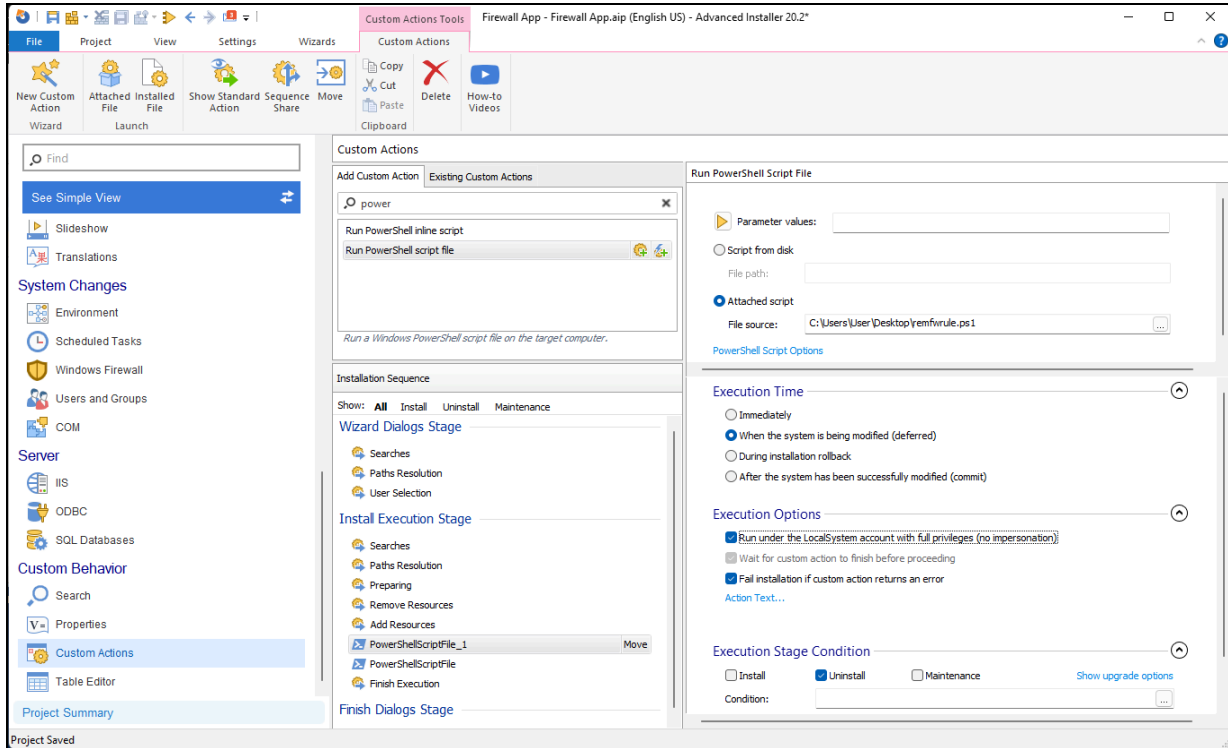 Custom Actions Tools
Firewall App - Firewall App.aip (English US) - Advanced Installer 20.2*
File
Project
View
Settings
Wizards
Custom Actions
New Custom Action
Attached File
Installed File
Show Standard Action
Sequence Share
Move
Copy
Cut
Paste
Delete
How-to Videos
Wizard
Launch
Clipboard
Find
See Simple View
Slideshow
Translations
System Changes
Environment
Scheduled Tasks
Windows Firewall
Users and Groups
COM
Server
IIS
ODBC
SQL Databases
Custom Behavior
Search
Properties
Custom Actions
Table Editor
Project Summary
Project Saved
Custom Actions
Add Custom Action
Existing Custom Actions
power
Run PowerShell inline script
Run PowerShell script file
Run a Windows PowerShell script file on the target computer.
Installation Sequence
Show: All Install Uninstall Maintenance
Wizard Dialogs Stage
Searches
Paths Resolution
User Selection
Install Execution Stage
Searches
Paths Resolution
Preparing
Remove Resources
Add Resources
PowerShellScriptFile_1 Move
PowerShellScriptFile
Finish Execution
Finish Dialogs Stage
Run PowerShell Script File
Parameter values:
Script from disk
File path:
Attached script
File source: C:\Users\User\Desktop\remfwrule.ps1
...
PowerShell Script Options
Execution Time
Immediately
When the system is being modified (deferred)
During installation rollback
After the system has been successfully modified (commit)
Execution Options
Run under the LocalSystem account with full privileges (no impersonation)
Wait for custom action to finish before proceeding
Fail installation if custom action returns an error
Action Text...
Execution Stage Condition
Install
Uninstall
Maintenance
Show upgrade options
Condition:
...